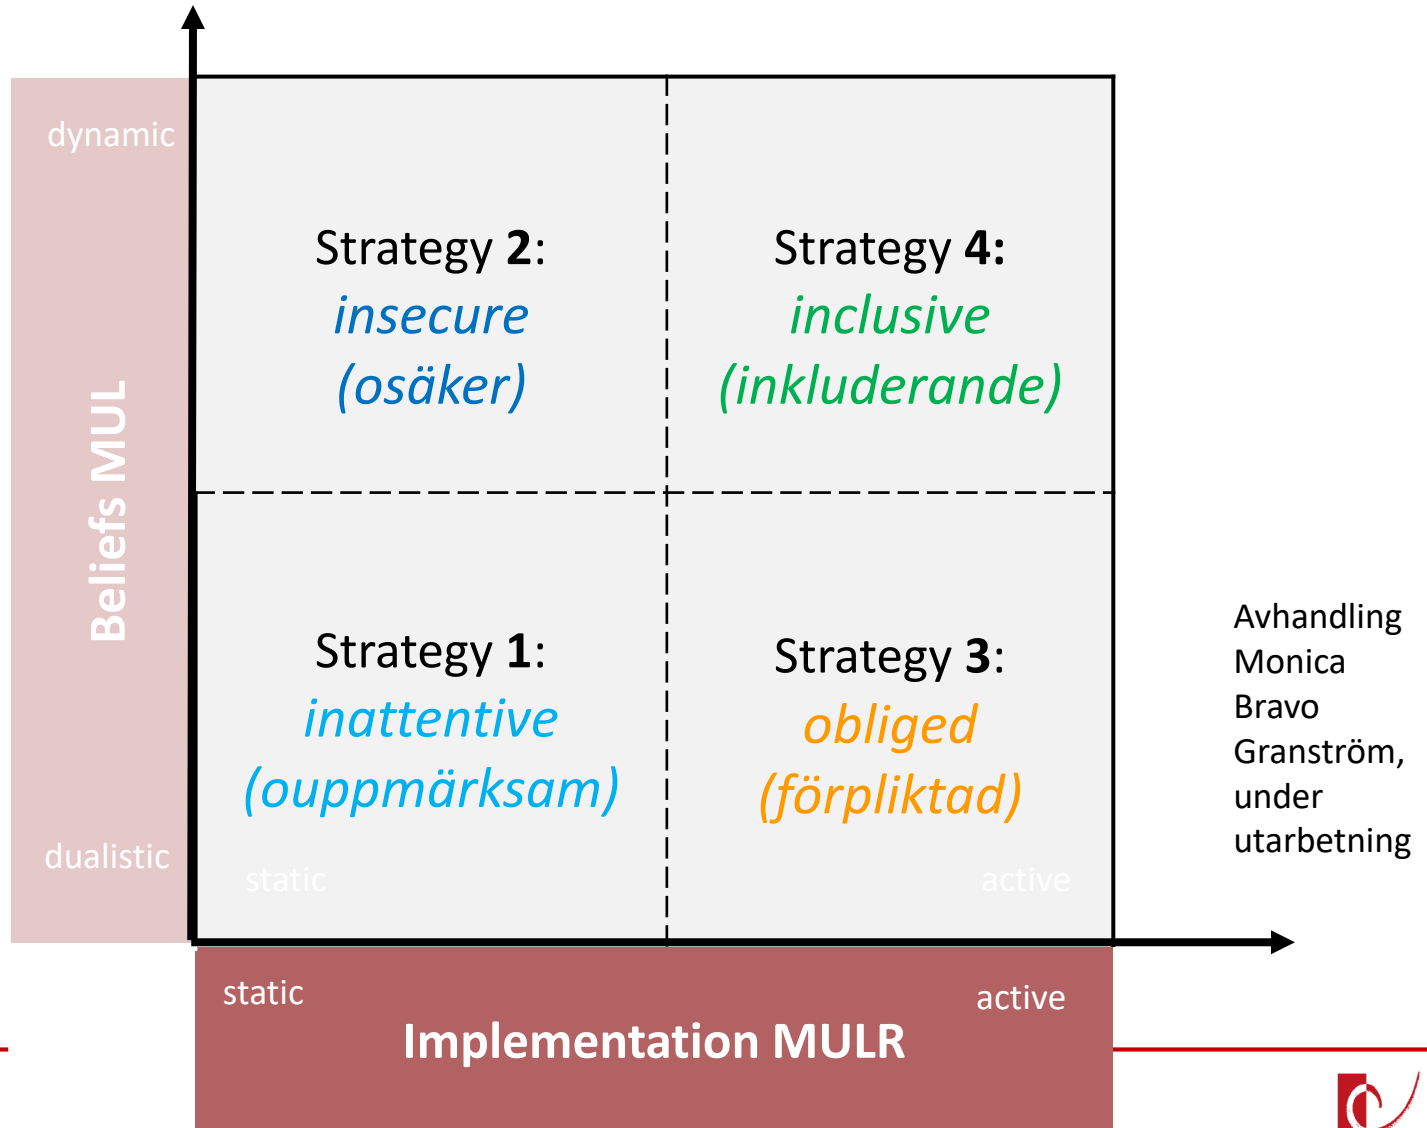 dynamic
Strategy 2:
insecure
(osäker)
Strategy 4:
inclusive
(inkluderande)
Beliefs MUL
Strategy 1:
inattentive
(ouppmärksam)
Strategy 3:
obliged
(förpliktad)
dualistic
static
active
static
active
Implementation MULR
Avhandling
Monica
Bravo
Granström,
under
utarbetning